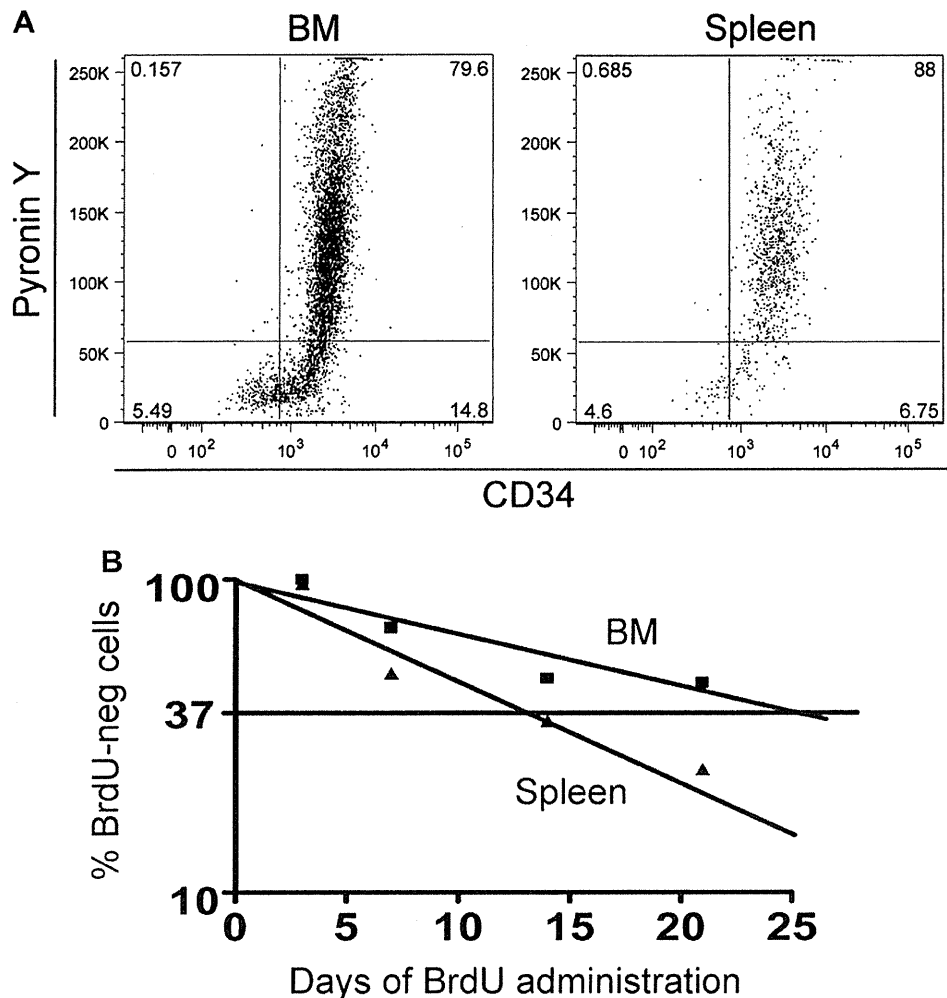 A
BM
Spleen
0.157
79.6
0.685
88
250K
200K
150K
100K
50K
0
250K
200K
150K
100K
50K
0
5.49
14.8
4.6
6.75
0 10² 10³ 10⁴ 10⁵
0 10² 10³ 10⁴ 10⁵
Pyronin Y
CD34
B
100
37
10
% BrdU-neg cells
BM
Spleen
0 5 10 15 20 25
Days of BrdU administration